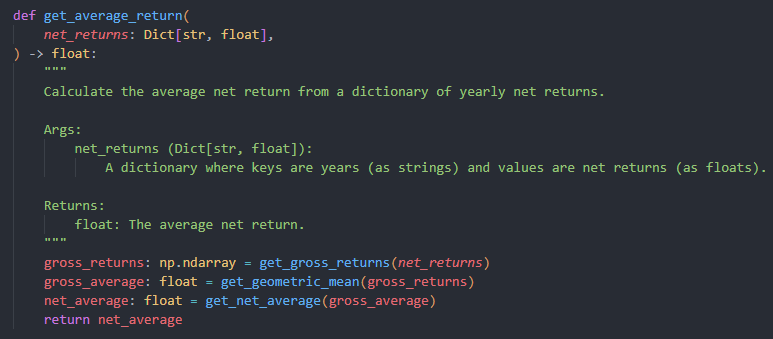 def get_average_return(
    net_returns: Dict[str, float],
) -> float:
    """
    Calculate the average net return from a dictionary of yearly net returns.

    Args:
        net_returns (Dict[str, float]):
            A dictionary where keys are years (as strings) and values are net returns (as floats).

    Returns:
        float: The average net return.
    """
    gross_returns: np.ndarray = get_gross_returns(net_returns)
    gross_average: float = get_geometric_mean(gross_returns)
    net_average: float = get_net_average(gross_average)
    return net_average